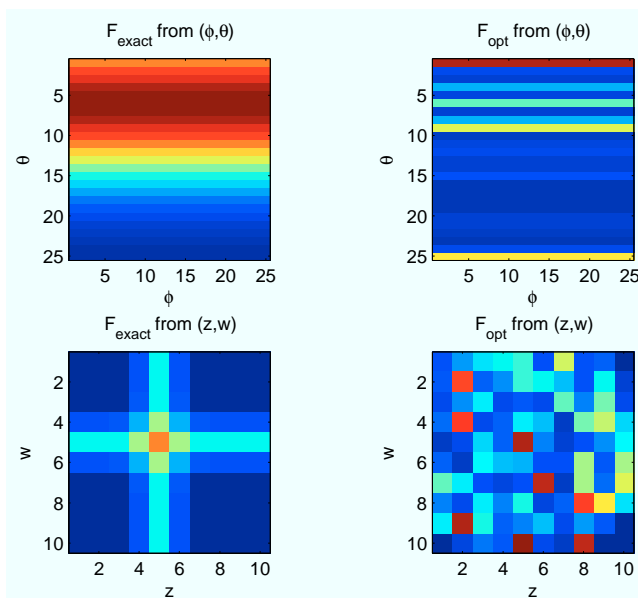 F_exact from (ϕ,θ)
5
10
15
20
25
θ
5 10 15 20 25
ϕ
F_opt from (ϕ,θ)
5
10
15
20
25
θ
5 10 15 20 25
ϕ
F_exact from (z,w)
2
4
6
8
10
w
2 4 6 8 10
z
F_opt from (z,w)
2
4
6
8
10
w
2 4 6 8 10
z